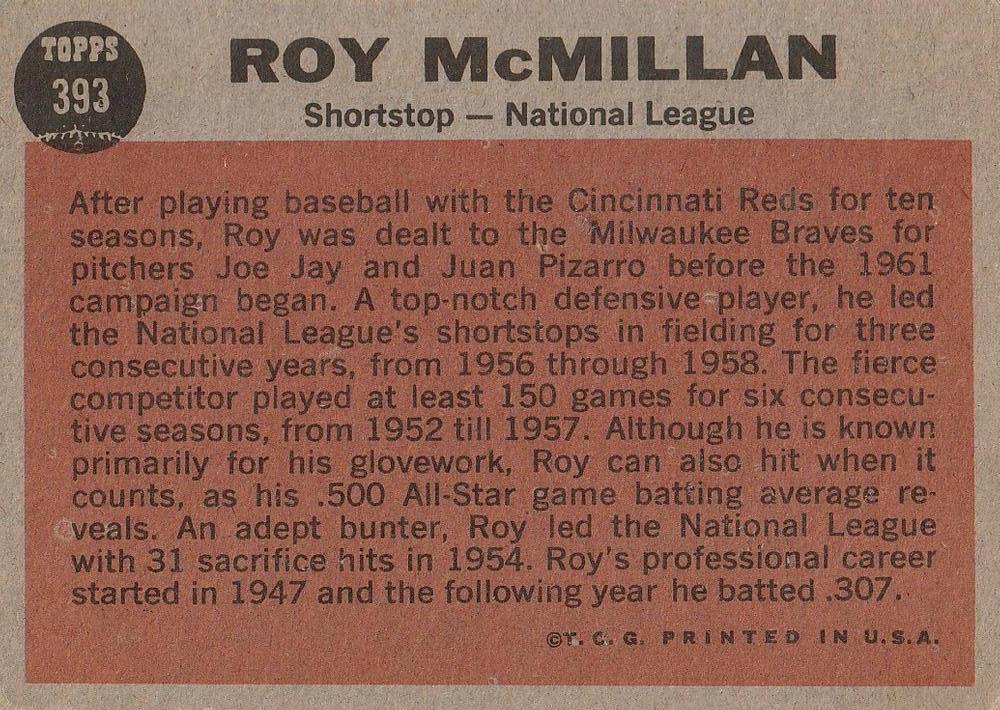 TOPPS
393
ROY McMILLAN
Shortstop — National League
After playing baseball with the Cincinnati Reds for ten
seasons, Roy was dealt to the Milwaukee Braves for
pitchers Joe Jay and Juan Pizarro before the 1961
campaign began. A top-notch defensive player, he led
the National League's shortstops in fielding for three
consecutive years, from 1956 through 1958. The fierce
competitor played at least 150 games for six consecu-
tive seasons, from 1952 till 1957. Although he is known
primarily for his glovework, Roy can also hit when it
counts, as his .500 All-Star game batting average re-
veals. An adept bunter, Roy led the National League
with 31 sacrifice hits in 1954. Roy's professional career
started in 1947 and the following year he batted .307.
©T. C. G. PRINTED IN U.S.A.